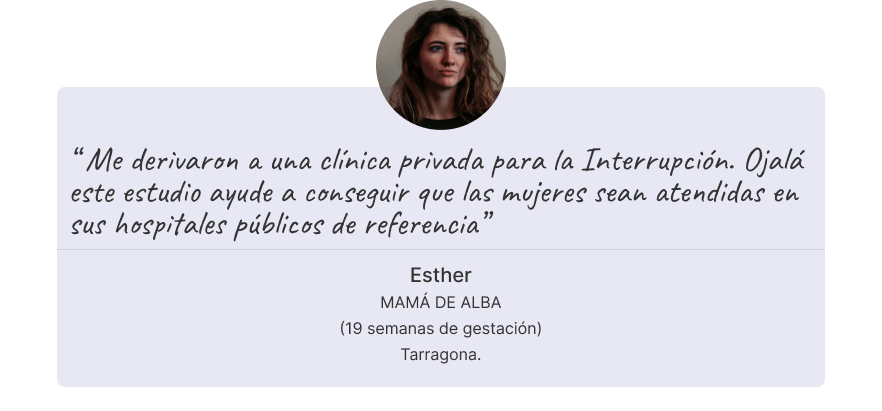 “Me derivaron a una clínica privada para la Interrupción. Ojalá
este estudio ayude a conseguir que las mujeres sean atendidas en
sus hospitales públicos de referencia”
Esther
MAMÁ DE ALBA
(19 semanas de gestación)
Tarragona.